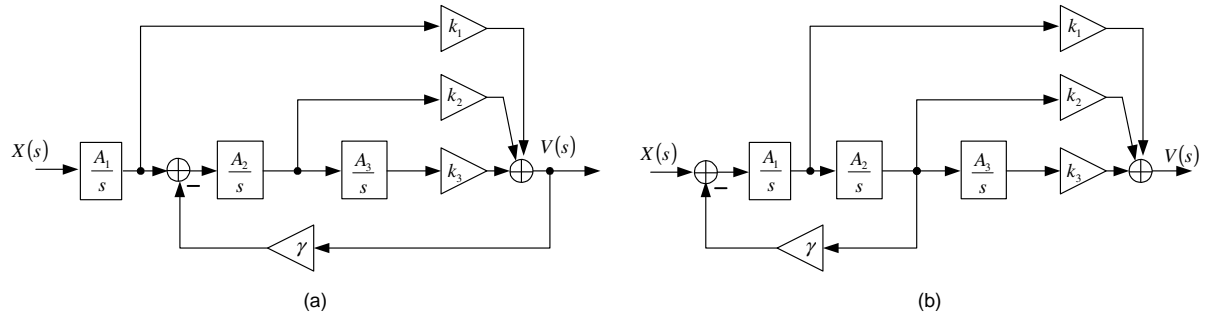 k₁
k₂
X(s)
A₁
s
A₂
s
A₃
s
k₃
V(s)
γ
(a)
k₁
k₂
X(s)
A₁
s
A₂
s
A₃
s
k₃
V(s)
γ
(b)